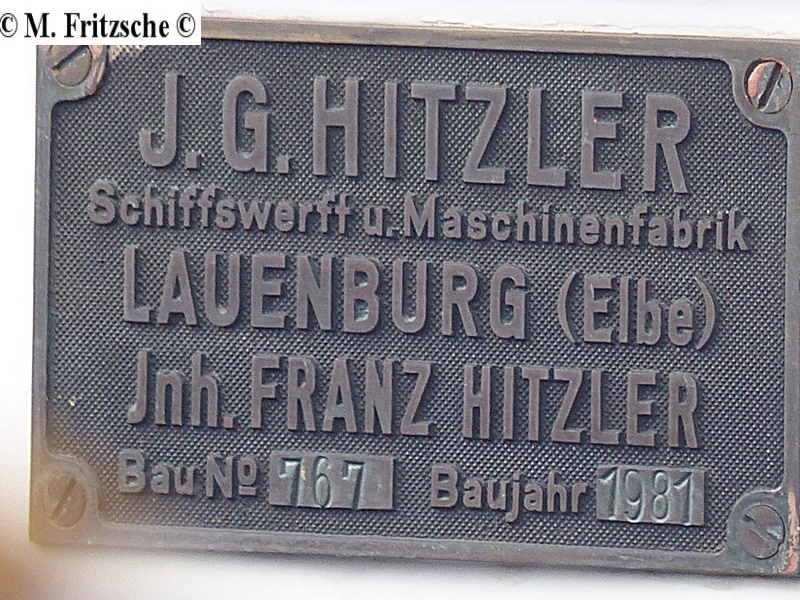 © M. Fritzsche ©
J. G. HITZLER
Schiffswerft u. Maschinenfabrik
LAUENBURG (Elbe)
Jnh. FRANZ HITZLER
Bau Nº 767 Baujahr 1981